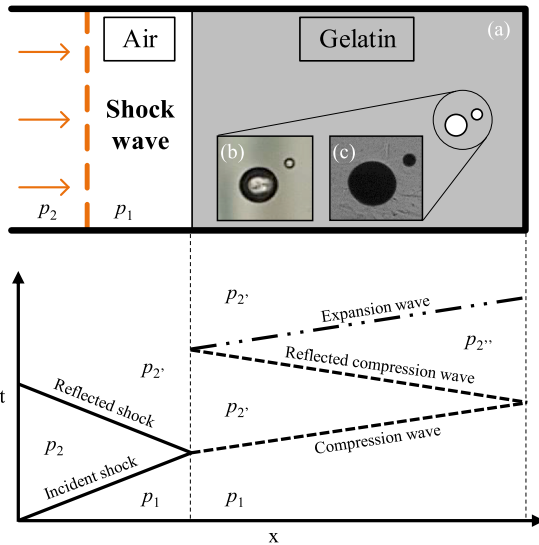 Air
Gelatin
(a)
Shock
wave
(b)
(c)
p2
p1
p2’
Expansion wave
p2’’
Reflected compression wave
p2’
Reflected shock
p2’
t
p2
Compression wave
Incident shock
p1
p1
x